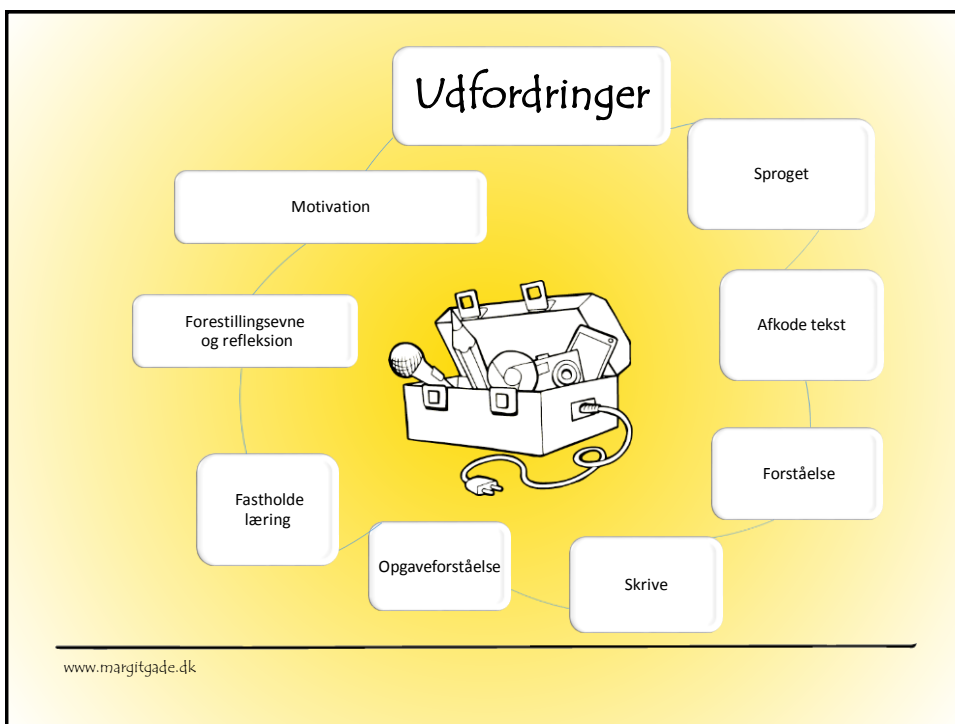 Udfordringer
Sproget
Afkode tekst
Forståelse
Skrive
Opgaveforståelse
Fastholde
læring
Forestillingsevne
og refleksion
Motivation
www.margitgade.dk